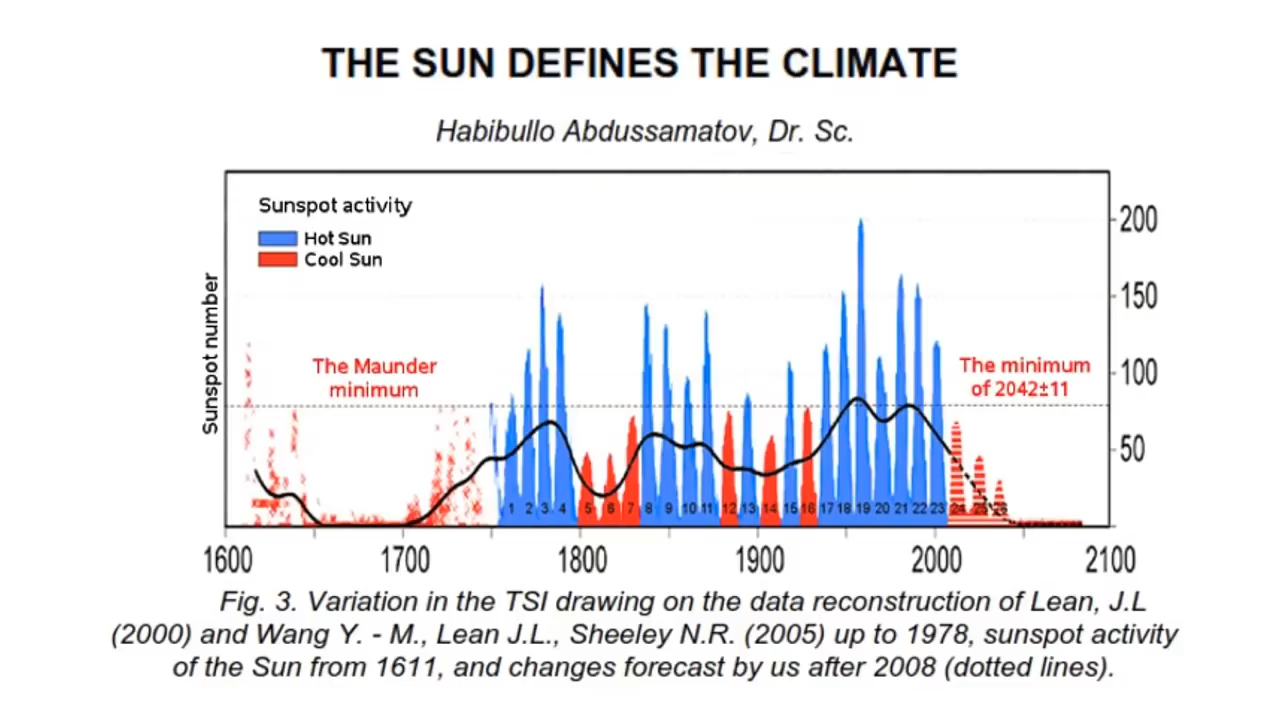 THE SUN DEFINES THE CLIMATE
Habibullo Abdussamatov, Dr. Sc.
Sunspot activity
Hot Sun
Cool Sun
Sunspot number
The Maunder
minimum
The minimum
of 2042±11
200
150
100
50
1 2 3 4 5 6 7 8 9 10 11 12 13 14 15 16 17 18 19 20 21 22 23 24 25 26
1600 1700 1800 1900 2000 2100
Fig. 3. Variation in the TSI drawing on the data reconstruction of Lean, J.L
(2000) and Wang Y. - M., Lean J.L., Sheeley N.R. (2005) up to 1978, sunspot activity
of the Sun from 1611, and changes forecast by us after 2008 (dotted lines).